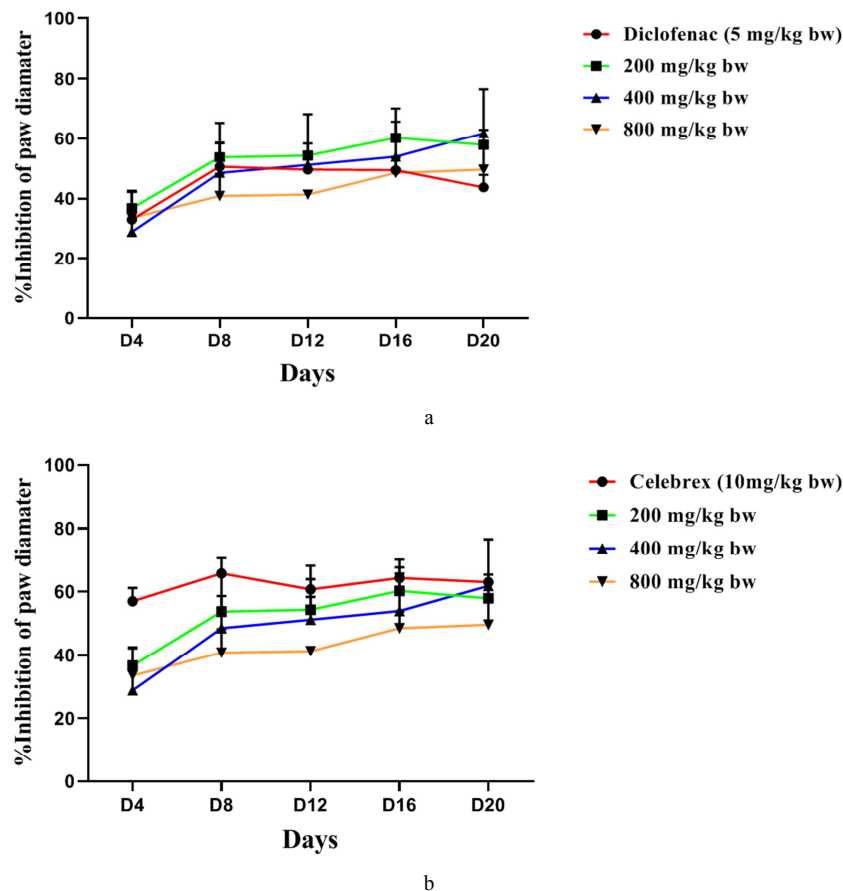 100
80
60
40
20
0
%Inhibition of paw diamater
D4 D8 D12 D16 D20
Days
Diclofenac (5 mg/kg bw)
200 mg/kg bw
400 mg/kg bw
800 mg/kg bw
a
100
80
60
40
20
0
%Inhibition of paw diamater
D4 D8 D12 D16 D20
Days
Celebrex (10mg/kg bw)
200 mg/kg bw
400 mg/kg bw
800 mg/kg bw
b